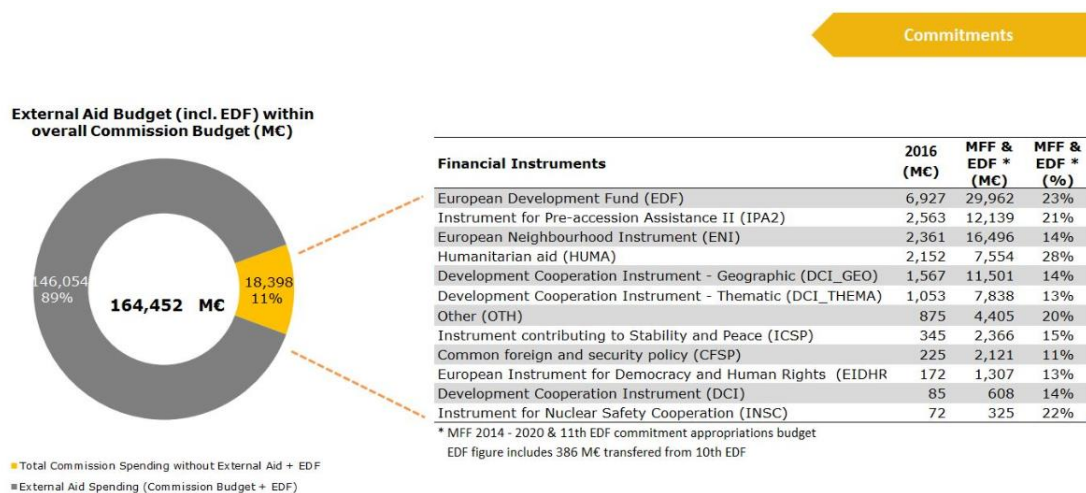 Commitments
External Aid Budget (incl. EDF) within
overall Commission Budget (M€)
146,054
89%
164,452 M€
18,398
11%
Total Commission Spending without External Aid + EDF
External Aid Spending (Commission Budget + EDF)
Financial Instruments 2016 (M€) MFF & EDF * (M€) MFF & EDF * (%)
European Development Fund (EDF) 6,927 29,962 23%
Instrument for Pre-accession Assistance II (IPA2) 2,563 12,139 21%
European Neighbourhood Instrument (ENI) 2,361 16,496 14%
Humanitarian aid (HUMA) 2,152 7,554 28%
Development Cooperation Instrument - Geographic (DCI_GEO) 1,567 11,501 14%
Development Cooperation Instrument - Thematic (DCI_THEMA) 1,053 7,838 13%
Other (OTH) 875 4,405 20%
Instrument contributing to Stability and Peace (ICSP) 345 2,366 15%
Common foreign and security policy (CFSP) 225 2,121 11%
European Instrument for Democracy and Human Rights (EIDHR 172 1,307 13%
Development Cooperation Instrument (DCI) 85 608 14%
Instrument for Nuclear Safety Cooperation (INSC) 72 325 22%
* MFF 2014 - 2020 & 11th EDF commitment appropriations budget
EDF figure includes 386 M€ transfered from 10th EDF